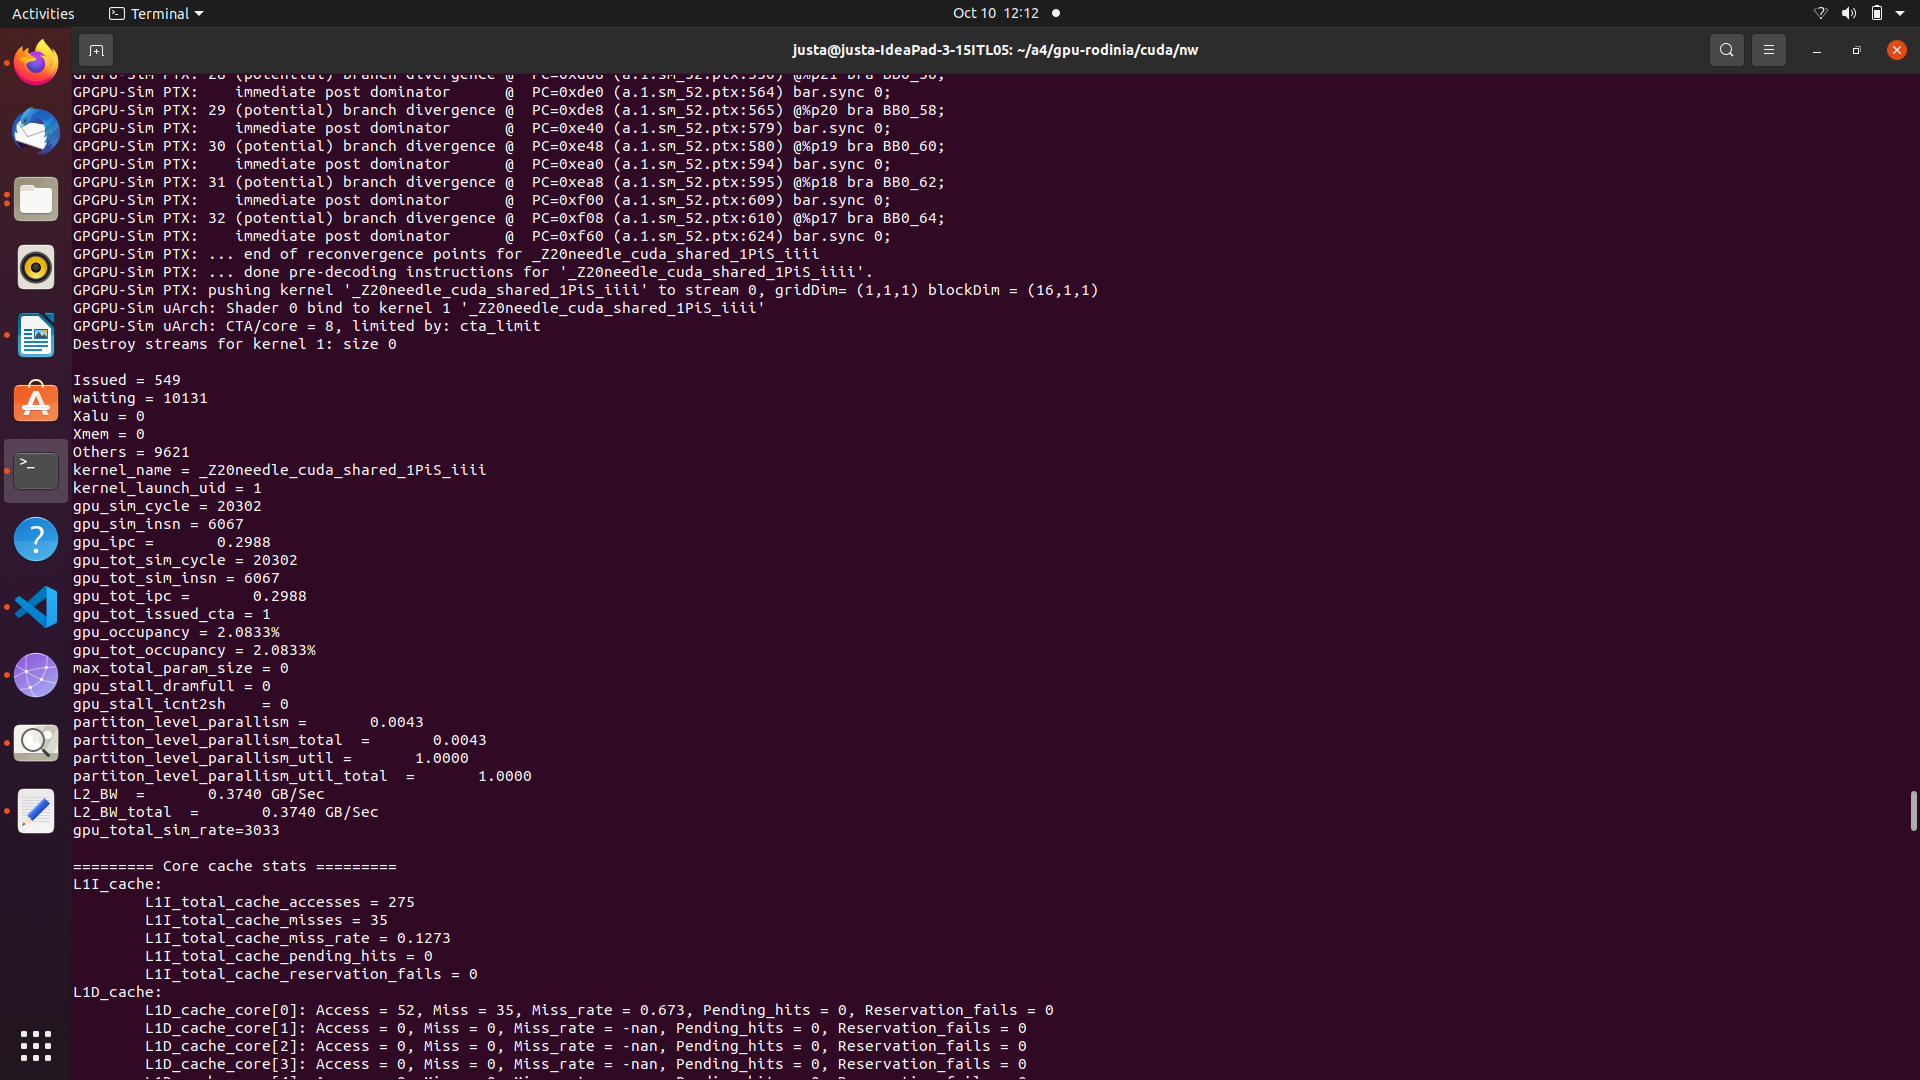 Activities
Terminal
Oct 10 12:12
justa@justa-IdeaPad-3-15ITL05: ~/a4/gpu-rodinia/cuda/nw
GPGPU-Sim PTX: 28 (potential) branch divergence @  PC=0xd88 (a.1.sm_52.ptx:550) @%p21 bra BB0_56;
GPGPU-Sim PTX:    immediate post dominator      @  PC=0xde0 (a.1.sm_52.ptx:564) bar.sync 0;
GPGPU-Sim PTX: 29 (potential) branch divergence @  PC=0xde8 (a.1.sm_52.ptx:565) @%p20 bra BB0_58;
GPGPU-Sim PTX:    immediate post dominator      @  PC=0xe40 (a.1.sm_52.ptx:579) bar.sync 0;
GPGPU-Sim PTX: 30 (potential) branch divergence @  PC=0xe48 (a.1.sm_52.ptx:580) @%p19 bra BB0_60;
GPGPU-Sim PTX:    immediate post dominator      @  PC=0xea0 (a.1.sm_52.ptx:594) bar.sync 0;
GPGPU-Sim PTX: 31 (potential) branch divergence @  PC=0xea8 (a.1.sm_52.ptx:595) @%p18 bra BB0_62;
GPGPU-Sim PTX:    immediate post dominator      @  PC=0xf00 (a.1.sm_52.ptx:609) bar.sync 0;
GPGPU-Sim PTX: 32 (potential) branch divergence @  PC=0xf08 (a.1.sm_52.ptx:610) @%p17 bra BB0_64;
GPGPU-Sim PTX:    immediate post dominator      @  PC=0xf60 (a.1.sm_52.ptx:624) bar.sync 0;
GPGPU-Sim PTX: ... end of reconvergence points for _Z20needle_cuda_shared_1PiS_iiii
GPGPU-Sim PTX: ... done pre-decoding instructions for '_Z20needle_cuda_shared_1PiS_iiii'.
GPGPU-Sim PTX: pushing kernel '_Z20needle_cuda_shared_1PiS_iiii' to stream 0, gridDim= (1,1,1) blockDim = (16,1,1)
GPGPU-Sim uArch: Shader 0 bind to kernel 1 '_Z20needle_cuda_shared_1PiS_iiii'
GPGPU-Sim uArch: CTA/core = 8, limited by: cta_limit
Destroy streams for kernel 1: size 0
Issued = 549
waiting = 10131
Xalu = 0
Xmem = 0
Others = 9621
kernel_name = _Z20needle_cuda_shared_1PiS_iiii
kernel_launch_uid = 1
gpu_sim_cycle = 20302
gpu_sim_insn = 6067
gpu_ipc =       0.2988
gpu_tot_sim_cycle = 20302
gpu_tot_sim_insn = 6067
gpu_tot_ipc =       0.2988
gpu_tot_issued_cta = 1
gpu_occupancy = 2.0833%
gpu_tot_occupancy = 2.0833%
max_total_param_size = 0
gpu_stall_dramfull = 0
gpu_stall_icnt2sh    = 0
partiton_level_parallism =       0.0043
partiton_level_parallism_total  =       0.0043
partiton_level_parallism_util =       1.0000
partiton_level_parallism_util_total  =       1.0000
L2_BW  =       0.3740 GB/Sec
L2_BW_total  =       0.3740 GB/Sec
gpu_total_sim_rate=3033
========= Core cache stats =========
L1I_cache:
L1I_total_cache_accesses = 275
L1I_total_cache_misses = 35
L1I_total_cache_miss_rate = 0.1273
L1I_total_cache_pending_hits = 0
L1I_total_cache_reservation_fails = 0
L1D_cache:
L1D_cache_core[0]: Access = 52, Miss = 35, Miss_rate = 0.673, Pending_hits = 0, Reservation_fails = 0
L1D_cache_core[1]: Access = 0, Miss = 0, Miss_rate = -nan, Pending_hits = 0, Reservation_fails = 0
L1D_cache_core[2]: Access = 0, Miss = 0, Miss_rate = -nan, Pending_hits = 0, Reservation_fails = 0
L1D_cache_core[3]: Access = 0, Miss = 0, Miss_rate = -nan, Pending_hits = 0, Reservation_fails = 0